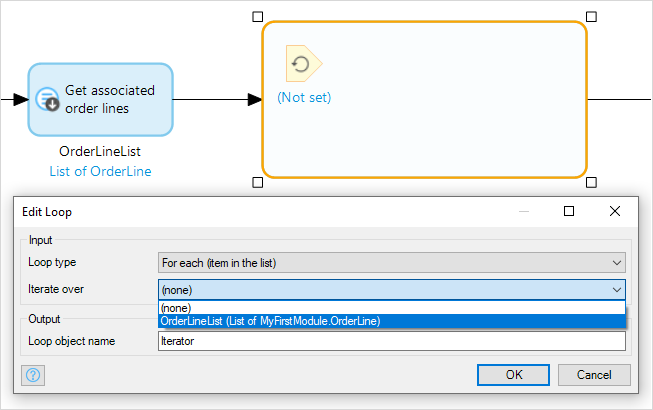 Get associated
order lines
(Not set)
OrderLineList
List of OrderLine
Edit Loop
Input
Loop type
For each (item in the list)
Iterate over
(none)
(none)
OrderLineList (List of MyFirstModule.OrderLine)
Output
Loop object name
Iterator
?
OK
Cancel